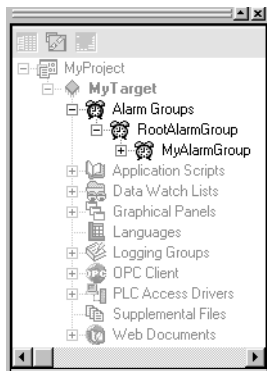 MyProject
MyTarget
Alarm Groups
RootAlarmGroup
MyAlarmGroup
Application Scripts
Data Watch Lists
Graphical Panels
Languages
Logging Groups
OPC Client
PLC Access Drivers
Supplemental Files
Web Documents